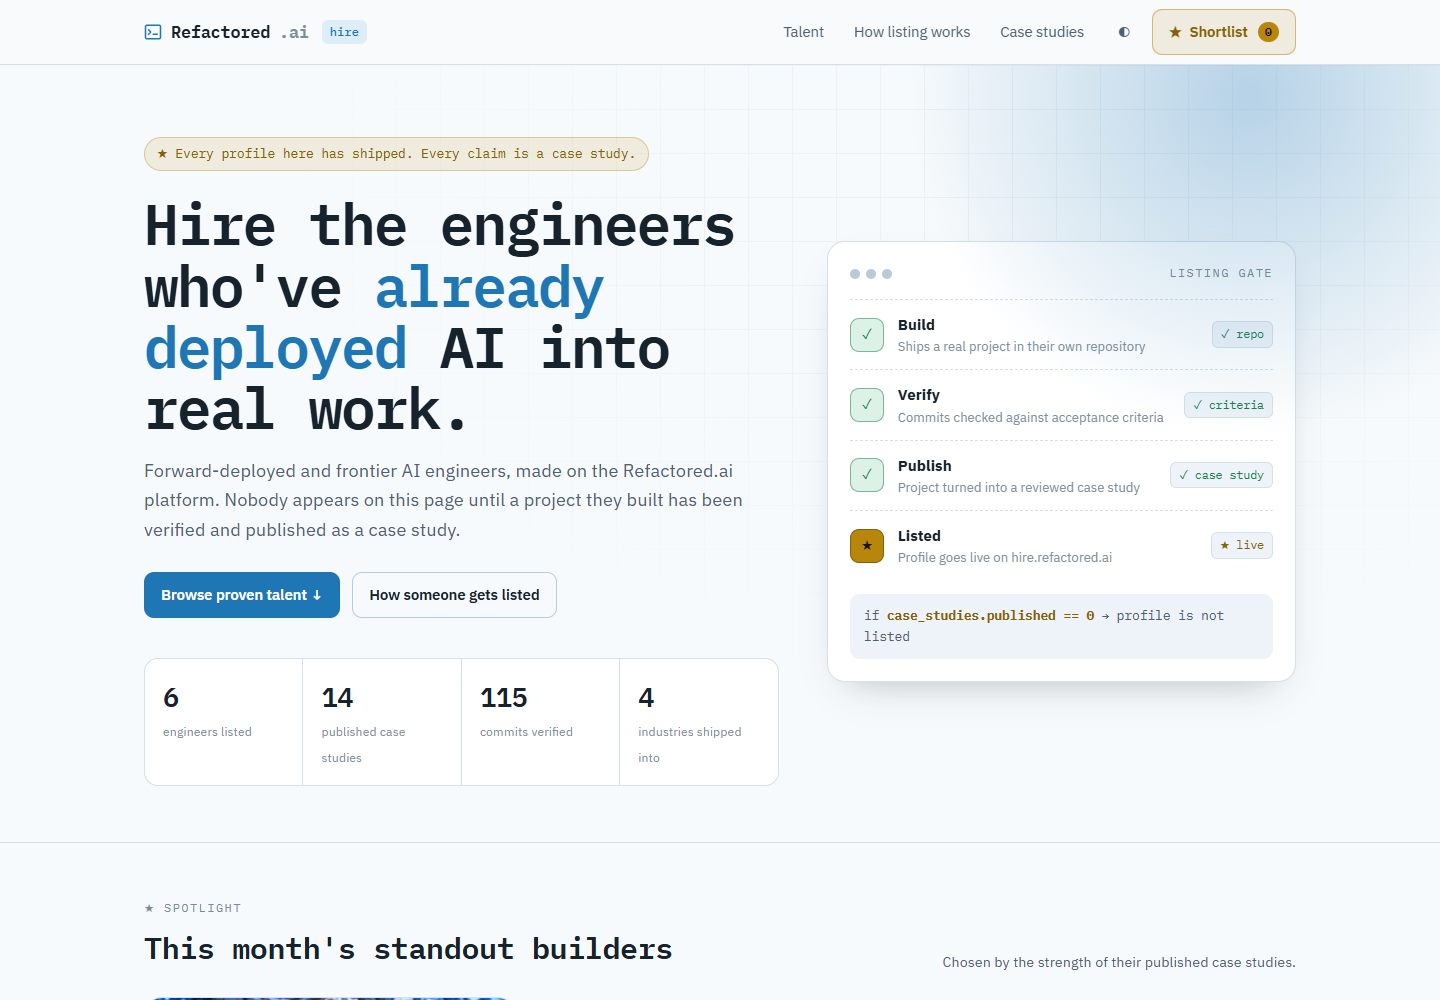 Refactored .ai hire
Talent
How listing works
Case studies
◐
★ Shortlist 0
★ Every profile here has shipped. Every claim is a case study.
Hire the engineers
who've already
deployed AI into
real work.
Forward-deployed and frontier AI engineers, made on the Refactored.ai
platform. Nobody appears on this page until a project they built has been
verified and published as a case study.
Browse proven talent ↓
How someone gets listed
6
engineers listed
14
published case
studies
115
commits verified
4
industries shipped
into
LISTING GATE
✓
Build
Ships a real project in their own repository
✓ repo
✓
Verify
Commits checked against acceptance criteria
✓ criteria
✓
Publish
Project turned into a reviewed case study
✓ case study
★
Listed
Profile goes live on hire.refactored.ai
★ live
if case_studies.published == 0 → profile is not
listed
★ SPOTLIGHT
This month's standout builders
Chosen by the strength of their published case studies.